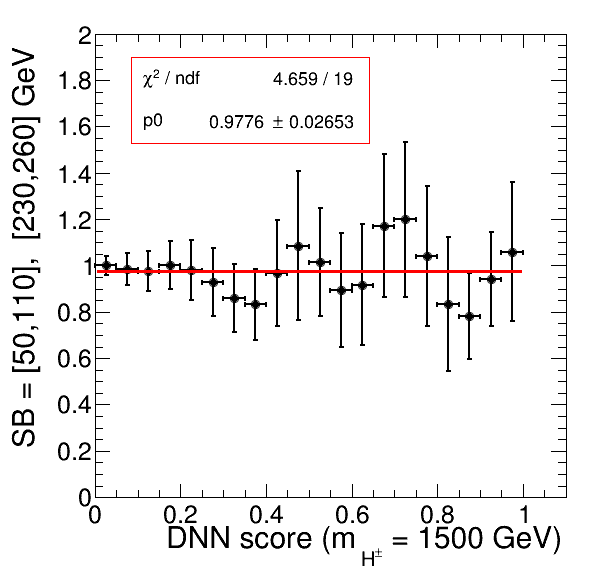 SB = [50,110], [230,260] GeV
2
1.8
1.6
1.4
1.2
1
0.8
0.6
0.4
0.2
0
χ² / ndf 4.659 / 19
p0 0.9776 ± 0.02653
0 0.2 0.4 0.6 0.8 1
DNN score (m_H± = 1500 GeV)